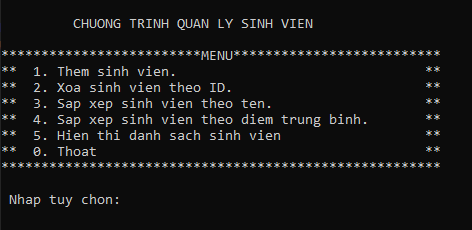 CHUONG TRINH QUAN LY SINH VIEN
*************************MENU**************************
**  1. Them sinh vien.                               **
**  2. Xoa sinh vien theo ID.                        **
**  3. Sap xep sinh vien theo ten.                   **
**  4. Sap xep sinh vien theo diem trung binh.       **
**  5. Hien thi danh sach sinh vien                  **
**  0. Thoat                                         **
*******************************************************
Nhap tuy chon: